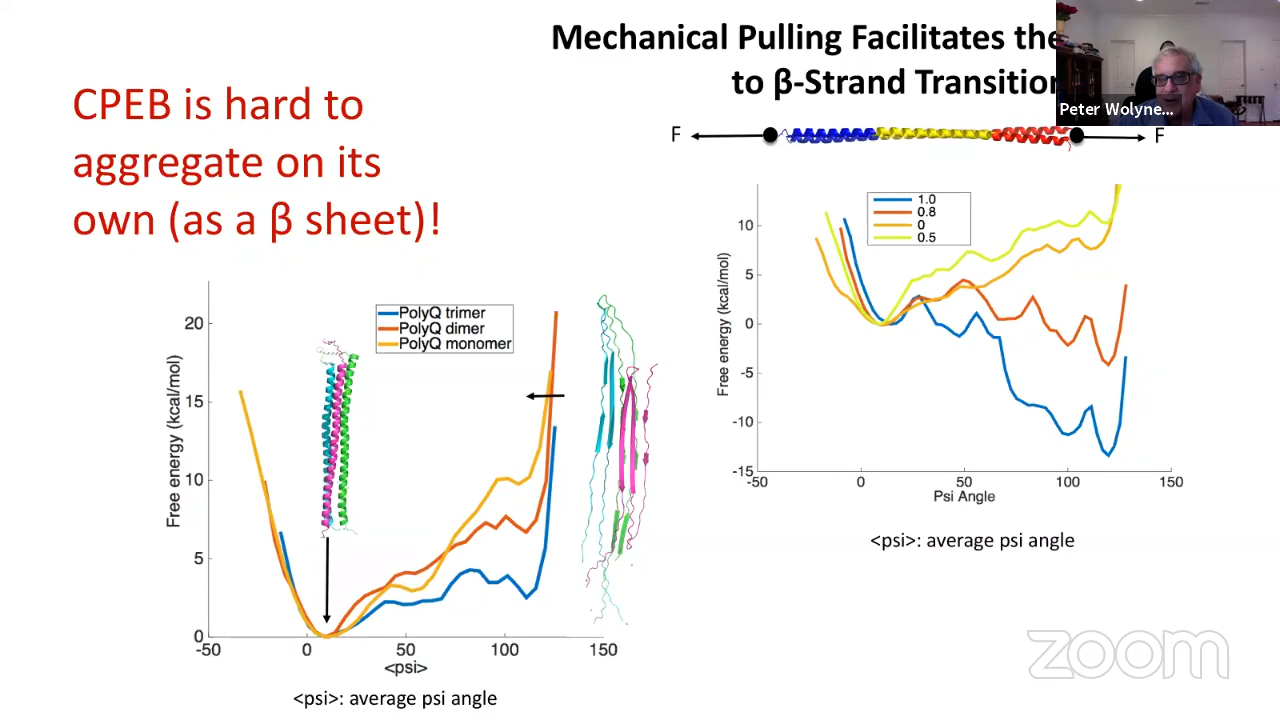 Mechanical Pulling Facilitates the
to β-Strand Transition
Peter Wolyne...
CPEB is hard to
aggregate on its
own (as a β sheet)!
F
F
1.0
0.8
0
0.5
Free energy (kcal/mol)
10
5
0
-5
-10
-15
-50
0
50
100
150
Psi Angle
<psi>: average psi angle
PolyQ trimer
PolyQ dimer
PolyQ monomer
Free energy (kcal/mol)
20
15
10
5
0
-50
0
50
100
150
<psi>
<psi>: average psi angle
zoom